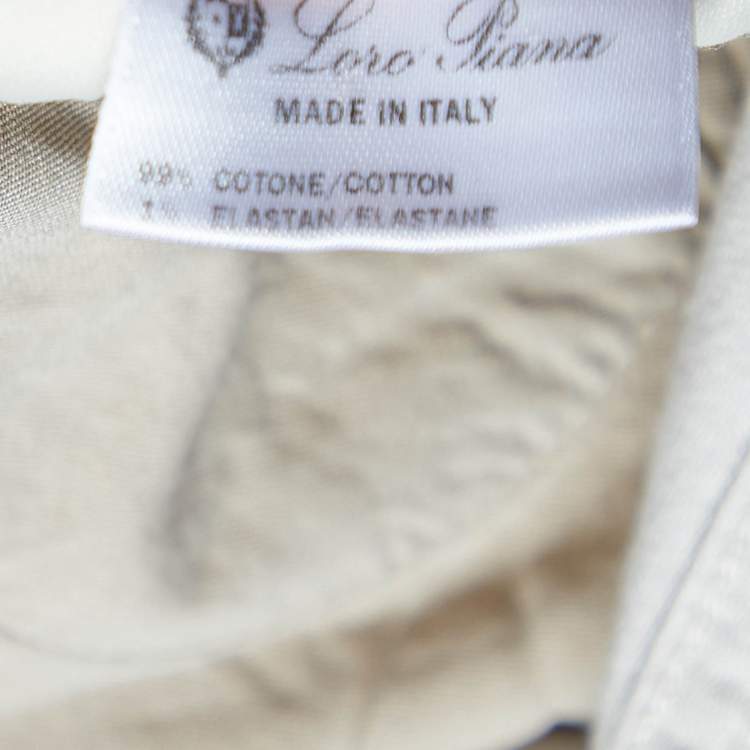 Loro Piana
MADE IN ITALY
99% COTONE/COTTON
1% ELASTAN/ELASTANE